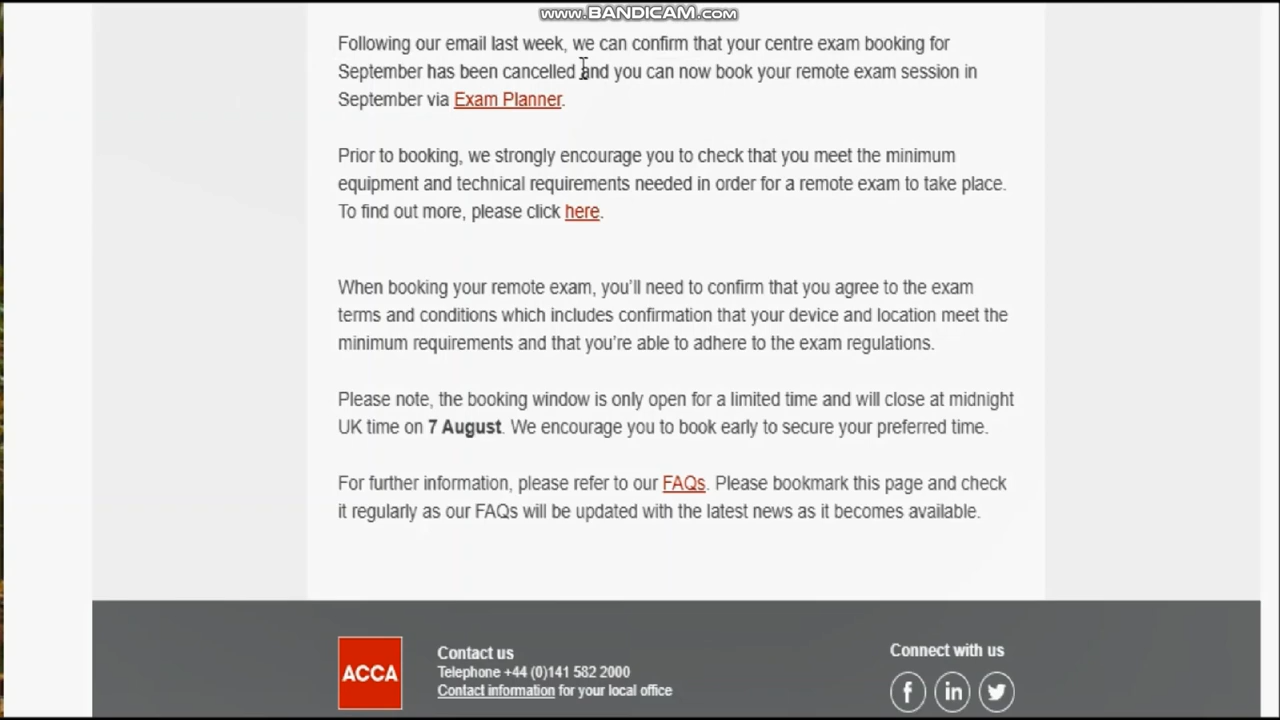 www.BANDICAM.com
Following our email last week, we can confirm that your centre exam booking for
September has been cancelled and you can now book your remote exam session in
September via Exam Planner.
Prior to booking, we strongly encourage you to check that you meet the minimum
equipment and technical requirements needed in order for a remote exam to take place.
To find out more, please click here.
When booking your remote exam, you'll need to confirm that you agree to the exam
terms and conditions which includes confirmation that your device and location meet the
minimum requirements and that you're able to adhere to the exam regulations.
Please note, the booking window is only open for a limited time and will close at midnight
UK time on 7 August. We encourage you to book early to secure your preferred time.
For further information, please refer to our FAQs. Please bookmark this page and check
it regularly as our FAQs will be updated with the latest news as it becomes available.
ACCA
Contact us
Telephone +44 (0)141 582 2000
Contact information for your local office
Connect with us
f
in